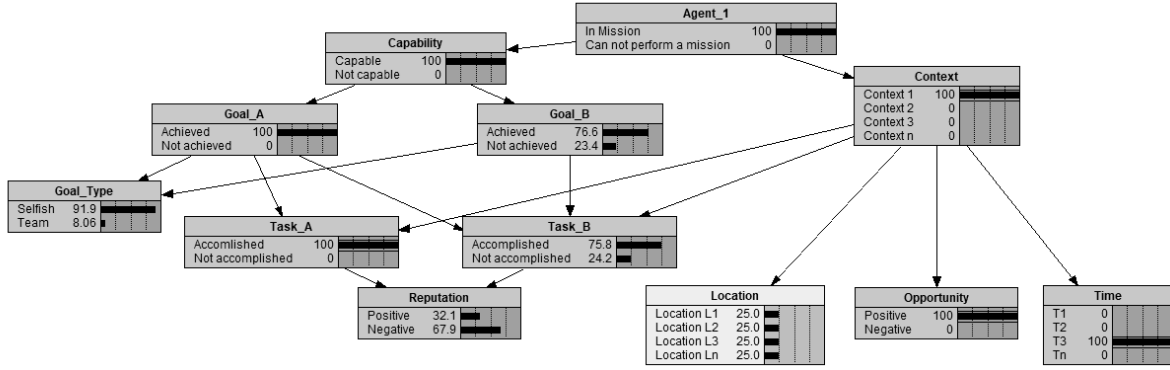 Agent_1
In Mission 100
Can not perform a mission 0
Capability
Capable 100
Not capable 0
Context
Context 1 100
Context 2 0
Context 3 0
Context n 0
Goal_A
Achieved 100
Not achieved 0
Goal_B
Achieved 76.6
Not achieved 23.4
Goal_Type
Selfish 91.9
Team 8.06
Task_A
Accomlished 100
Not accomplished 0
Task_B
Accomplished 75.8
Not accomplished 24.2
Reputation
Positive 32.1
Negative 67.9
Location
Location L1 25.0
Location L2 25.0
Location L3 25.0
Location Ln 25.0
Opportunity
Positive 100
Negative 0
Time
T1 0
T2 0
T3 100
Tn 0